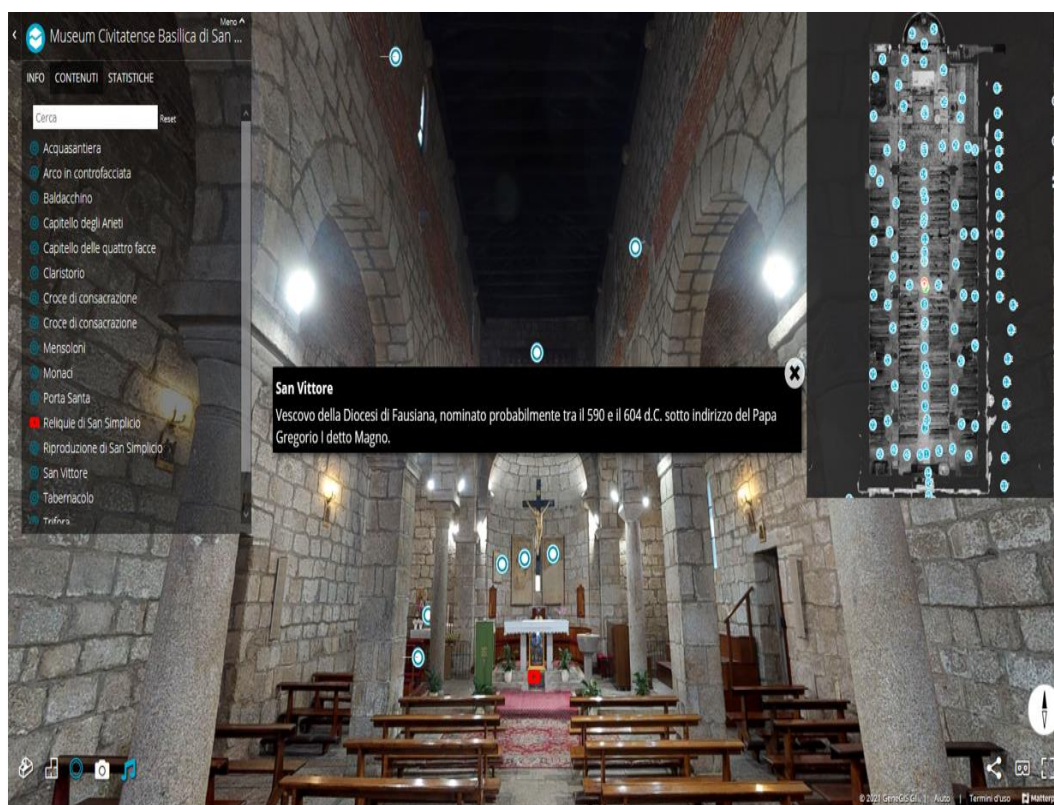 Meno
Museum Civitatense Basilica di San ...
INFO CONTENUTI STATISTICHE
Cerca
Reset
Acquasantiera
Arco in controfacciata
Baldacchino
Capitello degli Arieti
Capitello delle quattro facce
Claristorio
Croce di consacrazione
Croce di consacrazione
Mensoloni
Monaci
Porta Santa
Reliquie di San Simplicio
Riproduzione di San Simplicio
San Vittore
Tabernacolo
Trifora
San Vittore
Vescovo della Diocesi di Fausiana, nominato probabilmente tra il 590 e il 604 d.C. sotto indirizzo del Papa
Gregorio I detto Magno.
© 2021 GeneGIS GI | Aiuto | Termini d'uso